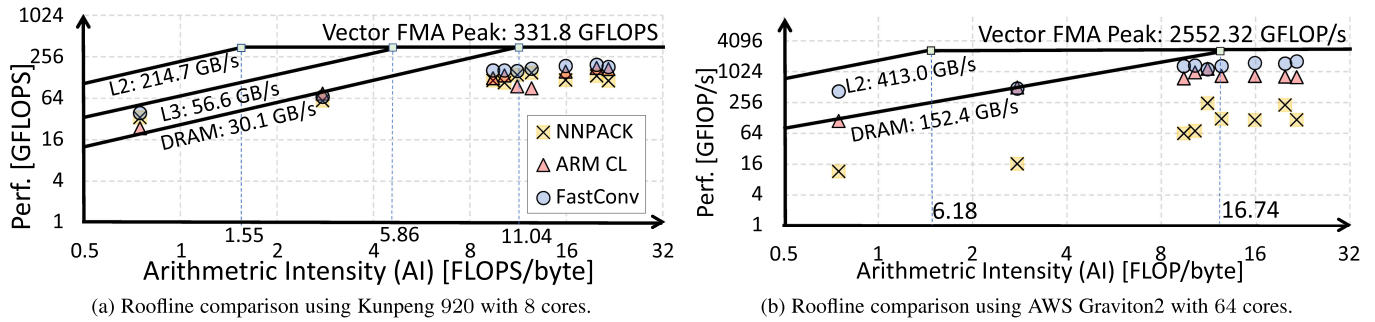 1024
256
64
16
4
1
Perf. [GFLOPS]
Vector FMA Peak: 331.8 GFLOPS
L2: 214.7 GB/s
L3: 56.6 GB/s
DRAM: 30.1 GB/s
NNPACK
ARM CL
FastConv
0.5
1
1.55
2
4
5.86
8
11.04
16
32
Arithmetric Intensity (AI) [FLOPS/byte]
(a) Roofline comparison using Kunpeng 920 with 8 cores.
4096
1024
256
64
16
4
1
Perf. [GFlOP/s]
Vector FMA Peak: 2552.32 GFLOP/s
L2: 413.0 GB/s
DRAM: 152.4 GB/s
6.18
16.74
0.5
1
2
4
8
16
32
Arithmetric Intensity (AI) [FLOP/byte]
(b) Roofline comparison using AWS Graviton2 with 64 cores.